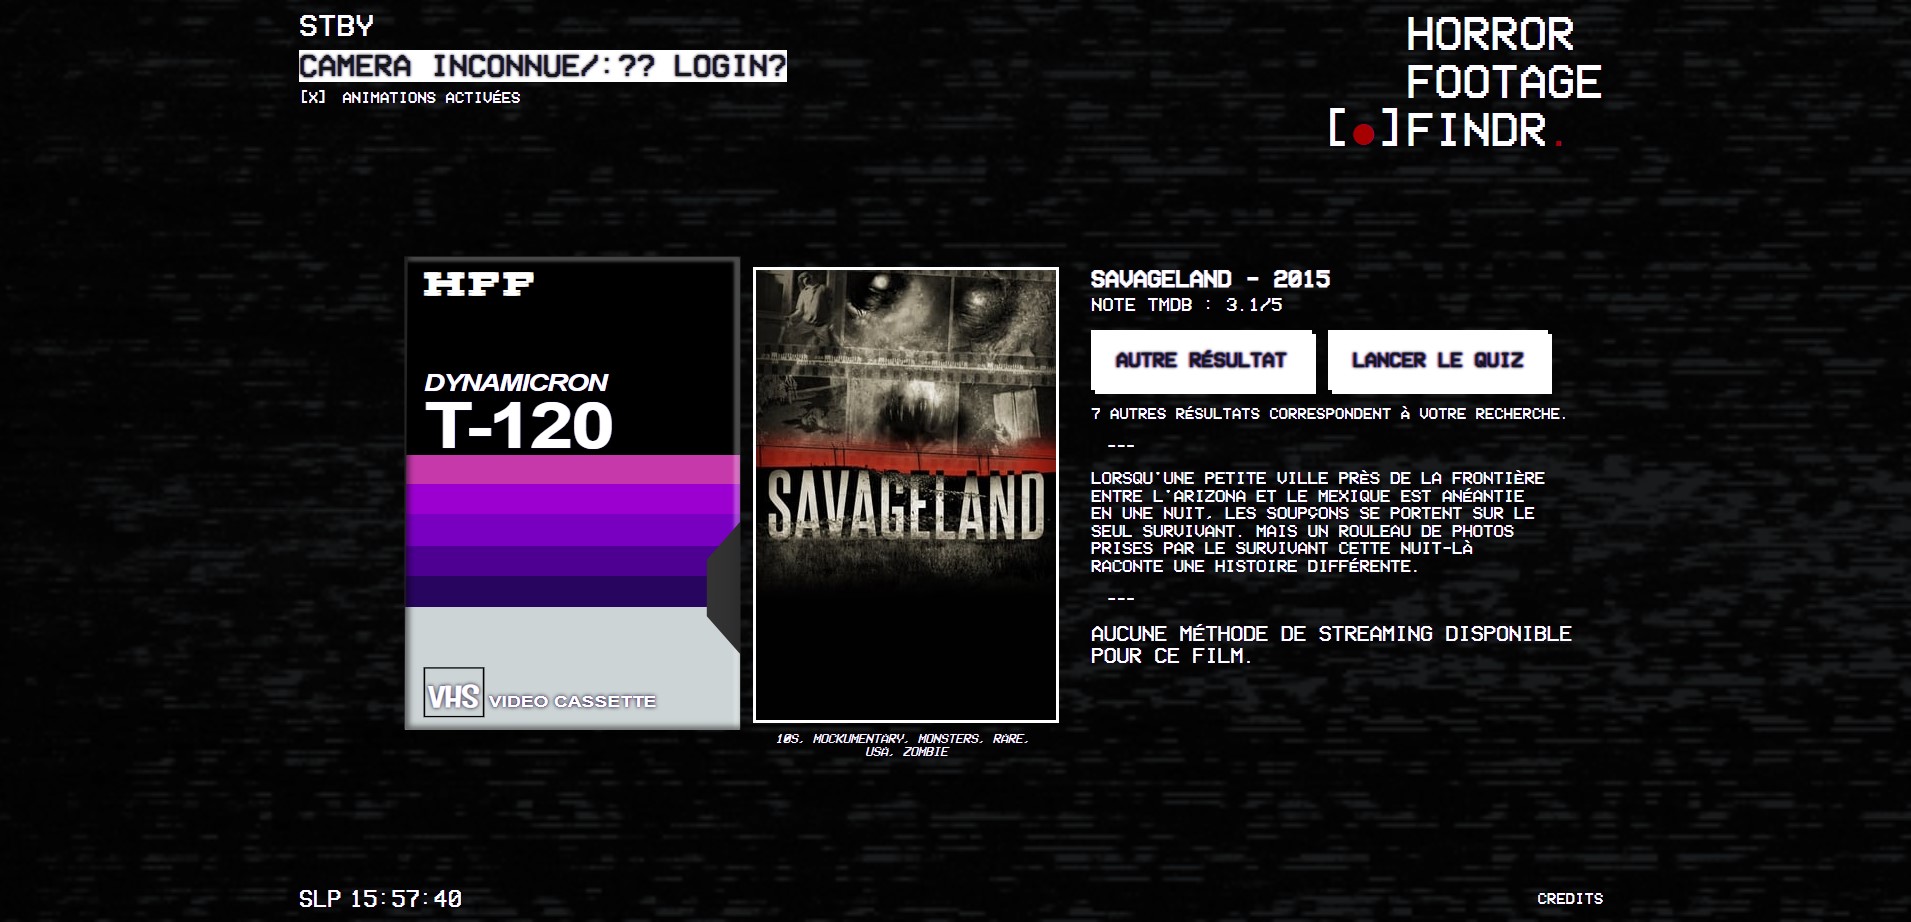 STBY
CAMERA INCONNUE/:?? LOGIN?
[X] ANIMATIONS ACTIVÉES
HORROR
FOOTAGE
[●]FINDR.
HFF
DYNAMICRON
T-120
VHS VIDEO CASSETTE
SAVAGELAND
10S, MOCKUMENTARY, MONSTERS, RARE,
USA, ZOMBIE
SAVAGELAND - 2015
NOTE TMDB : 3.1/5
AUTRE RÉSULTAT
LANCER LE QUIZ
7 AUTRES RÉSULTATS CORRESPONDENT À VOTRE RECHERCHE.
---
LORSQU'UNE PETITE VILLE PRÈS DE LA FRONTIÈRE
ENTRE L'ARIZONA ET LE MEXIQUE EST ANÉANTIE
EN UNE NUIT, LES SOUPÇONS SE PORTENT SUR LE
SEUL SURVIVANT. MAIS UN ROULEAU DE PHOTOS
PRISES PAR LE SURVIVANT CETTE NUIT-LÀ
RACONTE UNE HISTOIRE DIFFÉRENTE.
---
AUCUNE MÉTHODE DE STREAMING DISPONIBLE
POUR CE FILM.
SLP 15:57:40
CREDITS